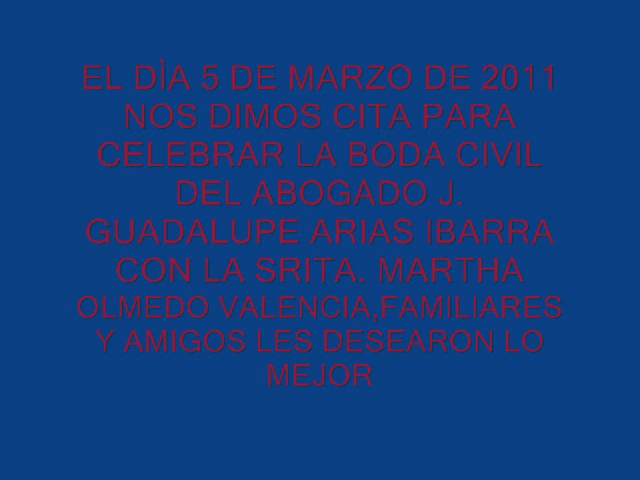 EL DÌA 5 DE MARZO DE 2011
NOS DIMOS CITA PARA
CELEBRAR LA BODA CIVIL
DEL ABOGADO J.
GUADALUPE ARIAS IBARRA
CON LA SRITA. MARTHA
OLMEDO VALENCIA,FAMILIARES
Y AMIGOS LES DESEARON LO
MEJOR